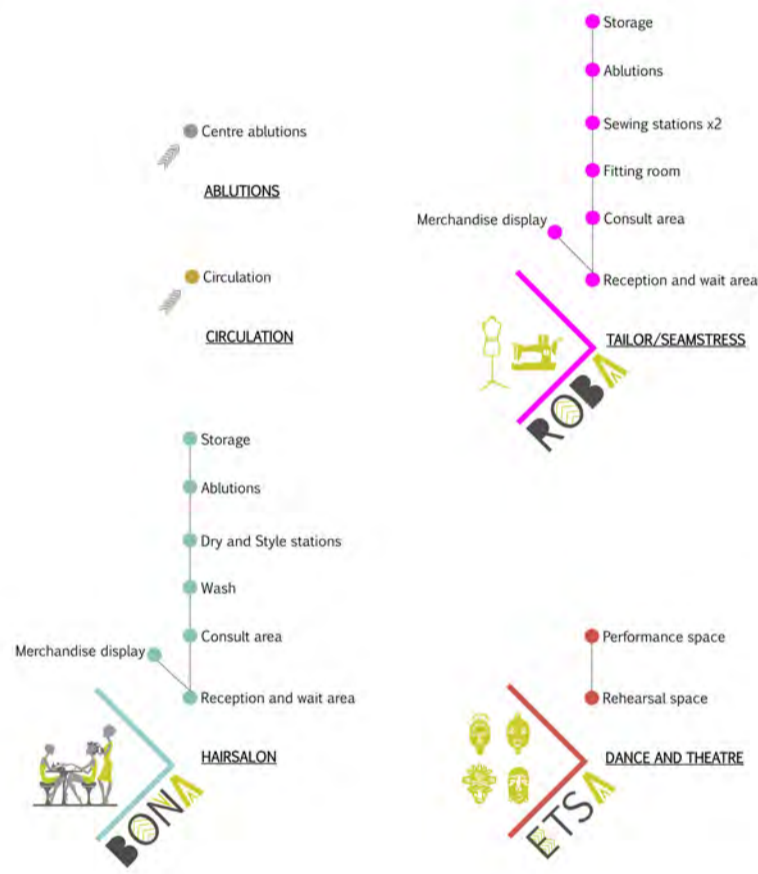 Centre ablutions
ABLUTIONS
Circulation
CIRCULATION
Storage
Ablutions
Sewing stations x2
Fitting room
Consult area
Merchandise display
Reception and wait area
TAILOR/SEAMSTRESS
ROBA
Storage
Ablutions
Dry and Style stations
Wash
Consult area
Merchandise display
Reception and wait area
HAIRSALON
BONA
Performance space
Rehearsal space
DANCE AND THEATRE
ETSA